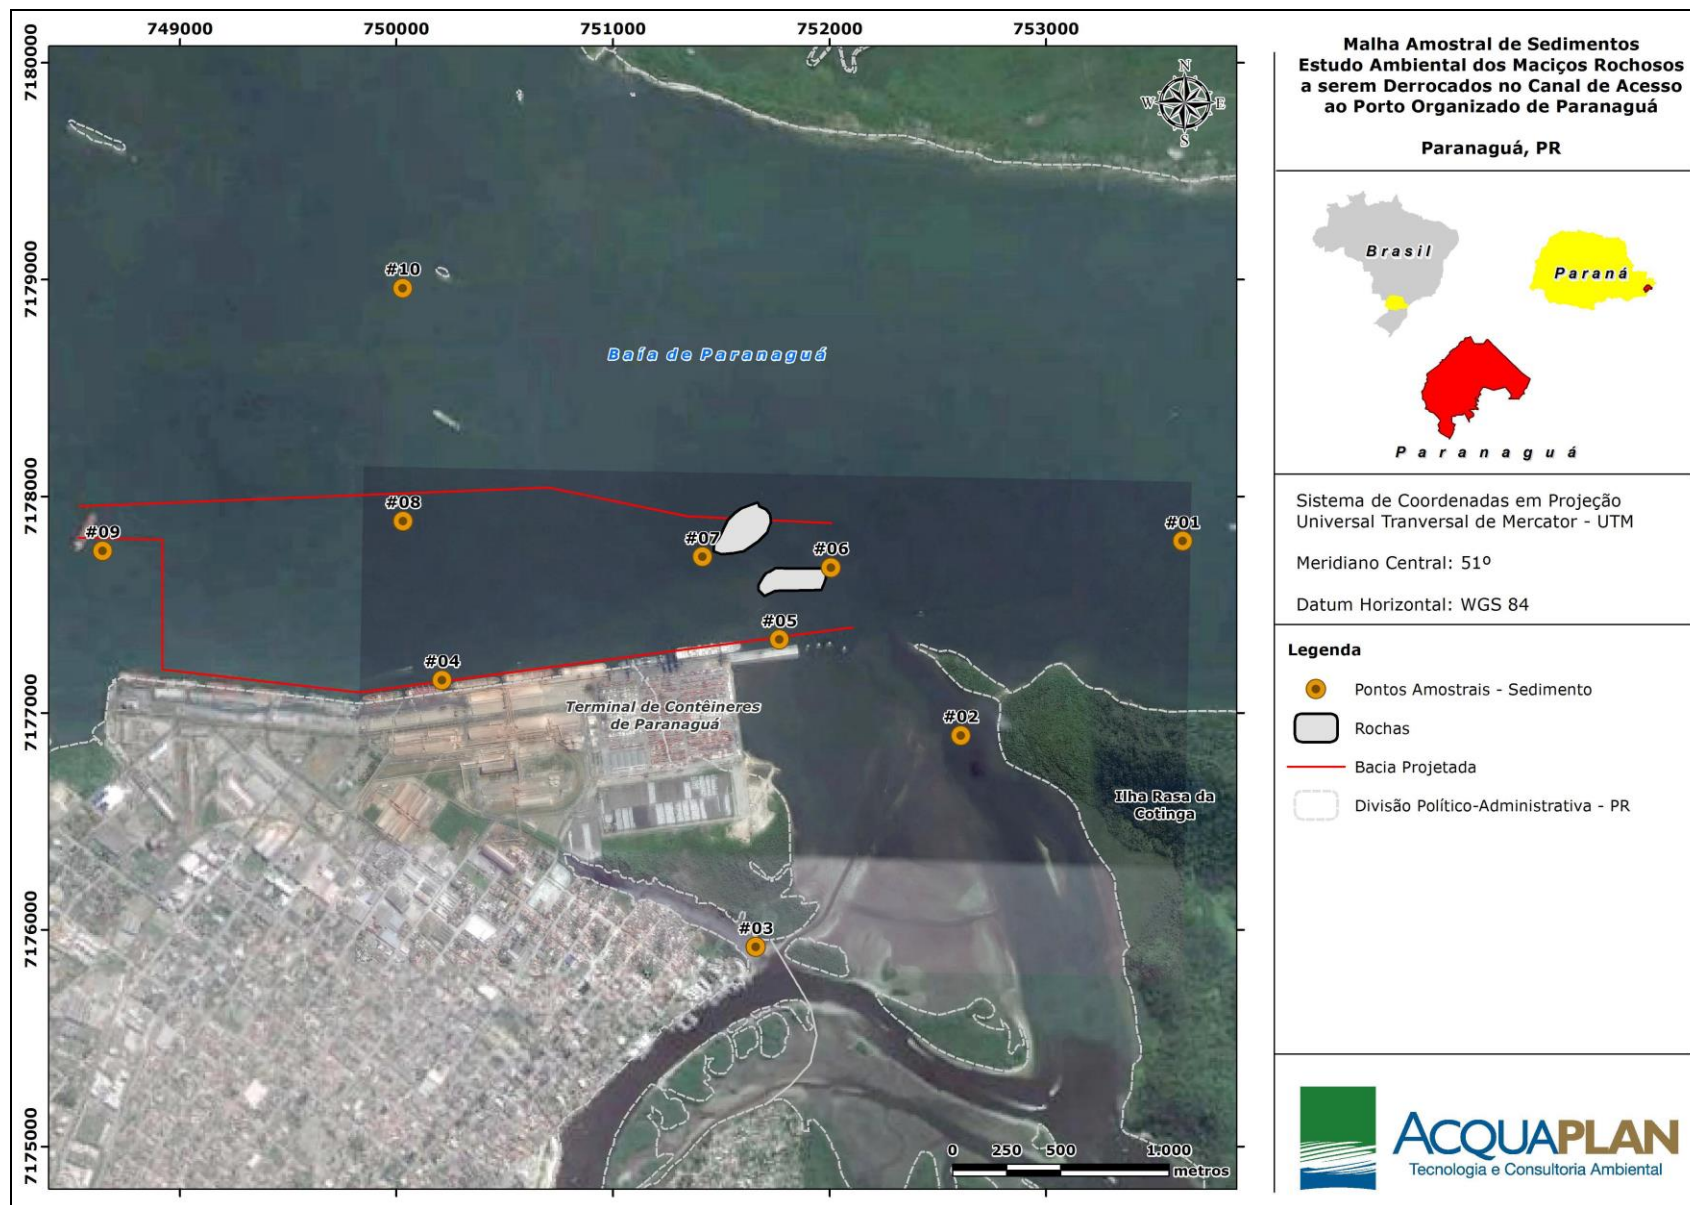 749000
750000
751000
752000
753000
7180000
7179000
7178000
7177000
7176000
7175000
N
W
E
S
#10
Baía de Paranaguá
#08
#09
#07
#06
#01
#05
#04
#02
Terminal de Contêineres
de Paranaguá
Ilha Rasa da
Cotinga
#03
0 250 500 1.000
metros
Malha Amostral de Sedimentos
Estudo Ambiental dos Maciços Rochosos
a serem Derrocados no Canal de Acesso
ao Porto Organizado de Paranaguá
Paranaguá, PR
Brasil
Paraná
Paranaguá
Sistema de Coordenadas em Projeção
Universal Tranversal de Mercator - UTM
Meridiano Central: 51º
Datum Horizontal: WGS 84
Legenda
Pontos Amostrais - Sedimento
Rochas
Bacia Projetada
Divisão Político-Administrativa - PR
ACQUAPLAN
Tecnologia e Consultoria Ambiental